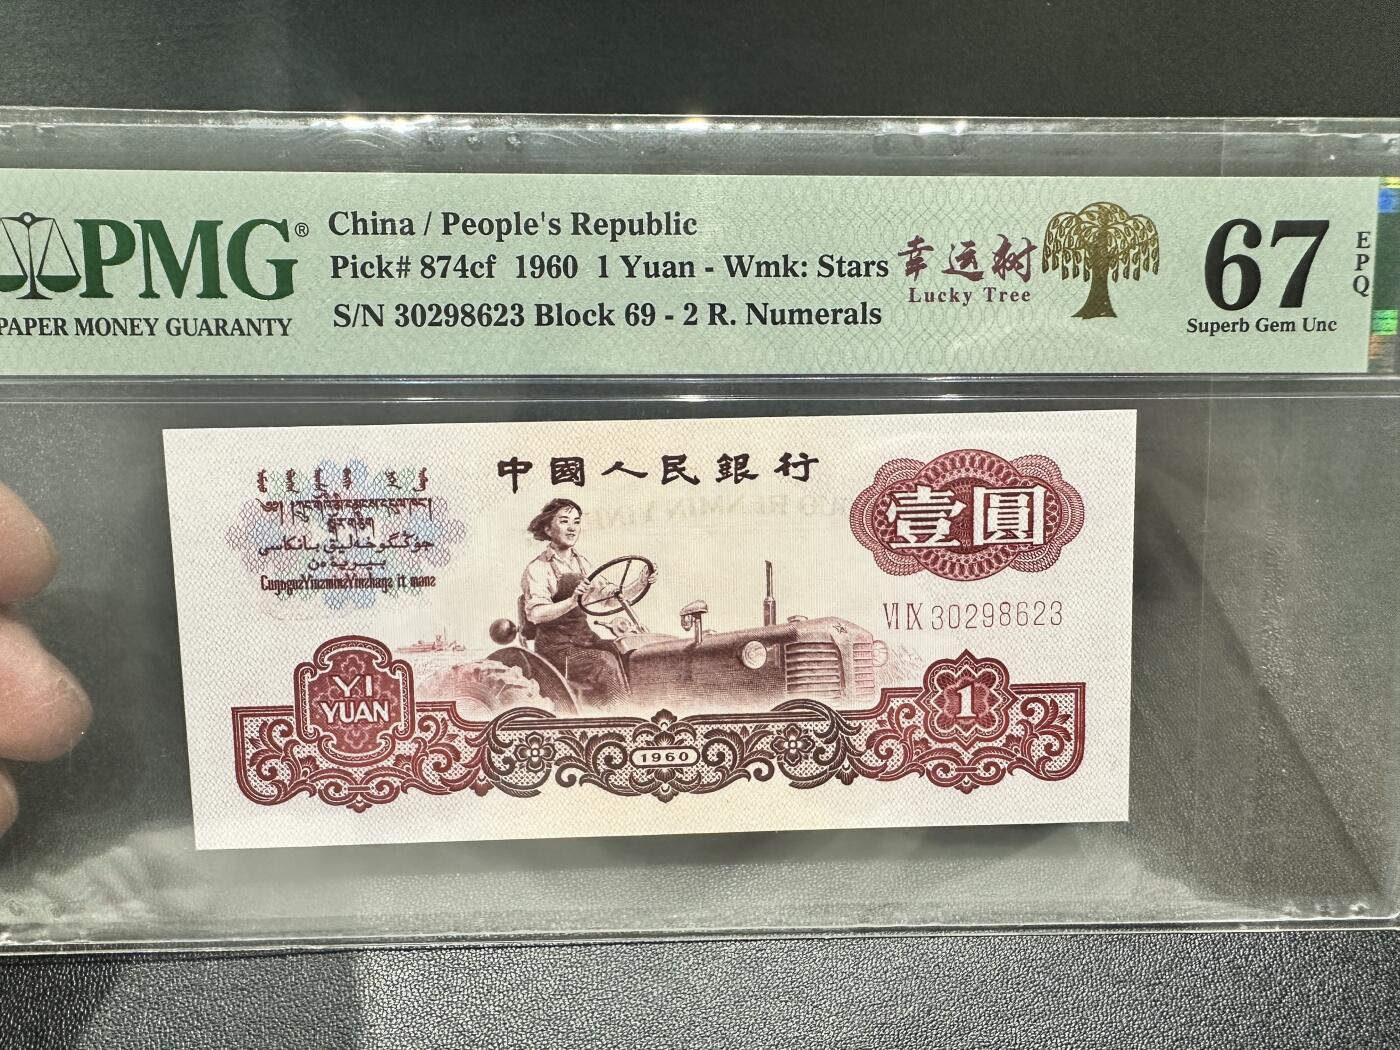 PMG®
PAPER MONEY GUARANTY
China / People's Republic
Pick# 874cf 1960 1 Yuan - Wmk: Stars
S/N 30298623 Block 69 - 2 R. Numerals
幸运树
Lucky Tree
67
EPQ
Superb Gem Unc
中國人民銀行
壹圓
VI IX 30298623
YI
YUAN
1960
1